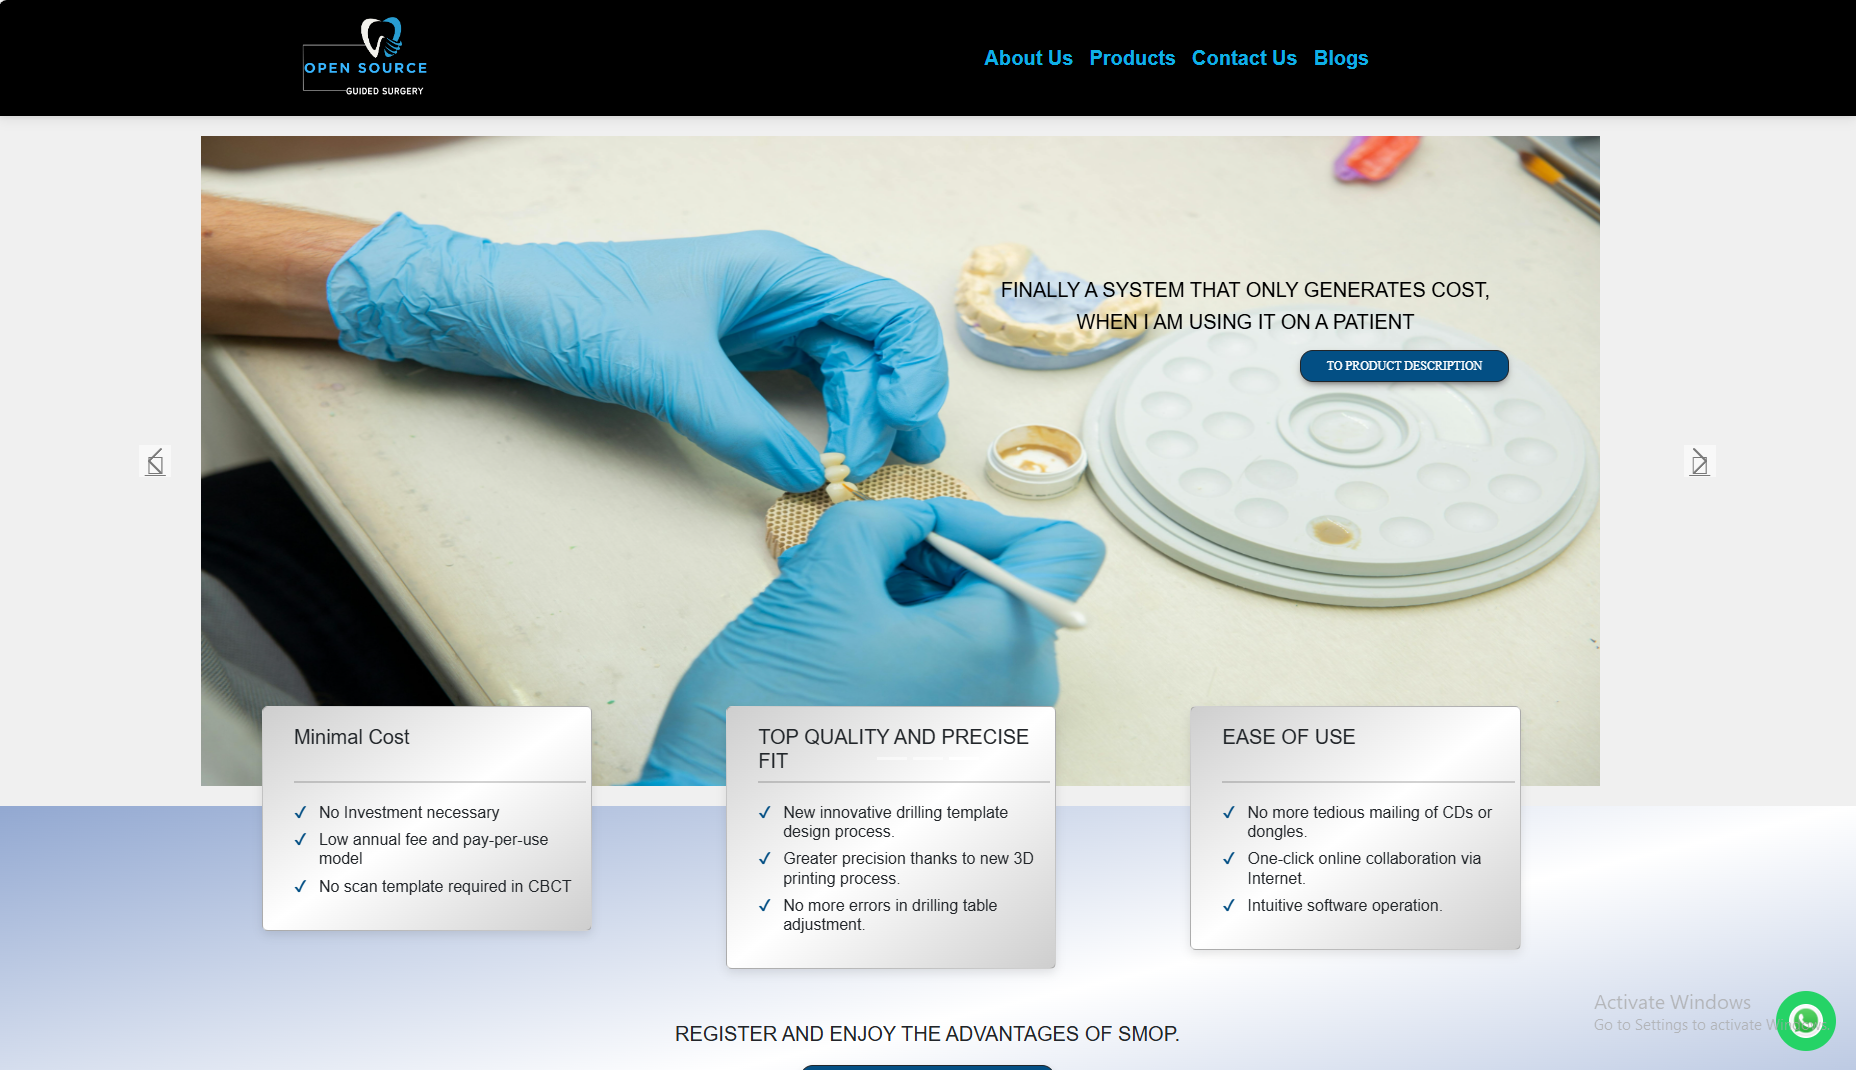 OPEN SOURCE
GUIDED SURGERY
About Us Products Contact Us Blogs
FINALLY A SYSTEM THAT ONLY GENERATES COST,
WHEN I AM USING IT ON A PATIENT
TO PRODUCT DESCRIPTION
Minimal Cost
No Investment necessary
Low annual fee and pay-per-use
model
No scan template required in CBCT
TOP QUALITY AND PRECISE
FIT
New innovative drilling template
design process.
Greater precision thanks to new 3D
printing process.
No more errors in drilling table
adjustment.
EASE OF USE
No more tedious mailing of CDs or
dongles.
One-click online collaboration via
Internet.
Intuitive software operation.
REGISTER AND ENJOY THE ADVANTAGES OF SMOP.
Activate Windows
Go to Settings to activate Windows.